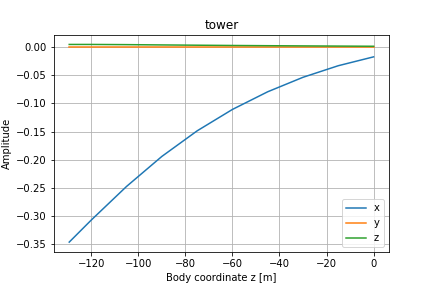 tower
0.00
−0.05
−0.10
−0.15
−0.20
−0.25
−0.30
−0.35
Amplitude
x
y
z
−120 −100 −80 −60 −40 −20 0
Body coordinate z [m]